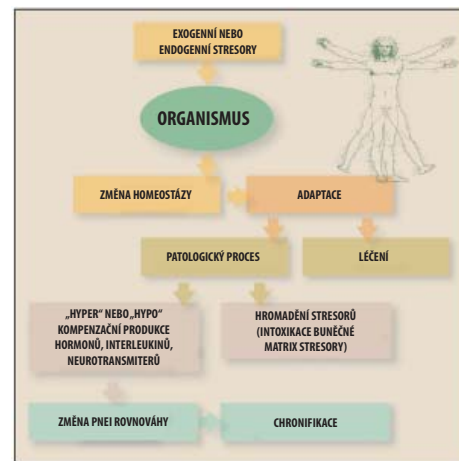 EXOGENNÍ NEBO
ENDOGENNÍ STRESORY
ORGANISMUS
ZMĚNA HOMEOSTÁZY
ADAPTACE
PATOLOGICKÝ PROCES
LÉČENÍ
„HYPER" NEBO „HYPO"
KOMPENZAČNÍ PRODUKCE
HORMONŮ, INTERLEUKINŮ,
NEUROTRANSMITERŮ
HROMADĚNÍ STRESORŮ
(INTOXIKACE BUNĚČNÉ
MATRIX STRESORY)
ZMĚNA PNEI ROVNOVÁHY
CHRONIFIKACE